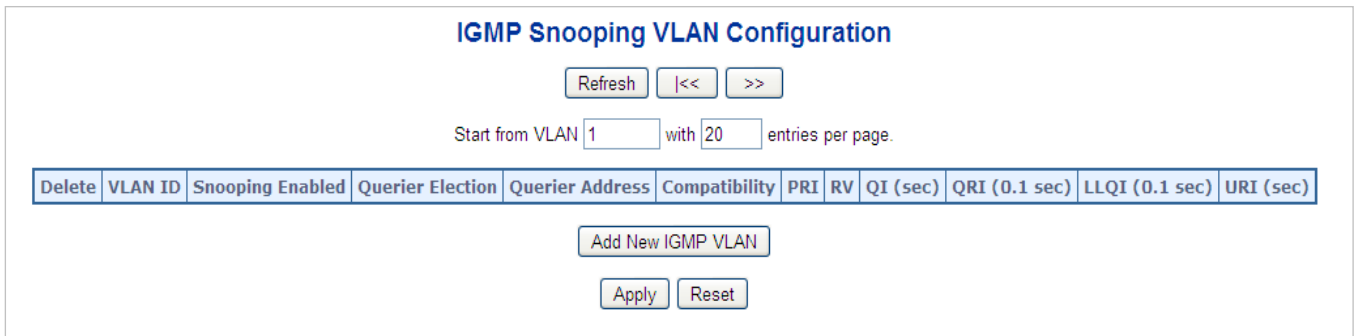 IGMP Snooping VLAN Configuration
Refresh |<< >>
Start from VLAN 1 with 20 entries per page.
Delete VLAN ID Snooping Enabled Querier Election Querier Address Compatibility PRI RV QI (sec) QRI (0.1 sec) LLQI (0.1 sec) URI (sec)
Add New IGMP VLAN
Apply Reset